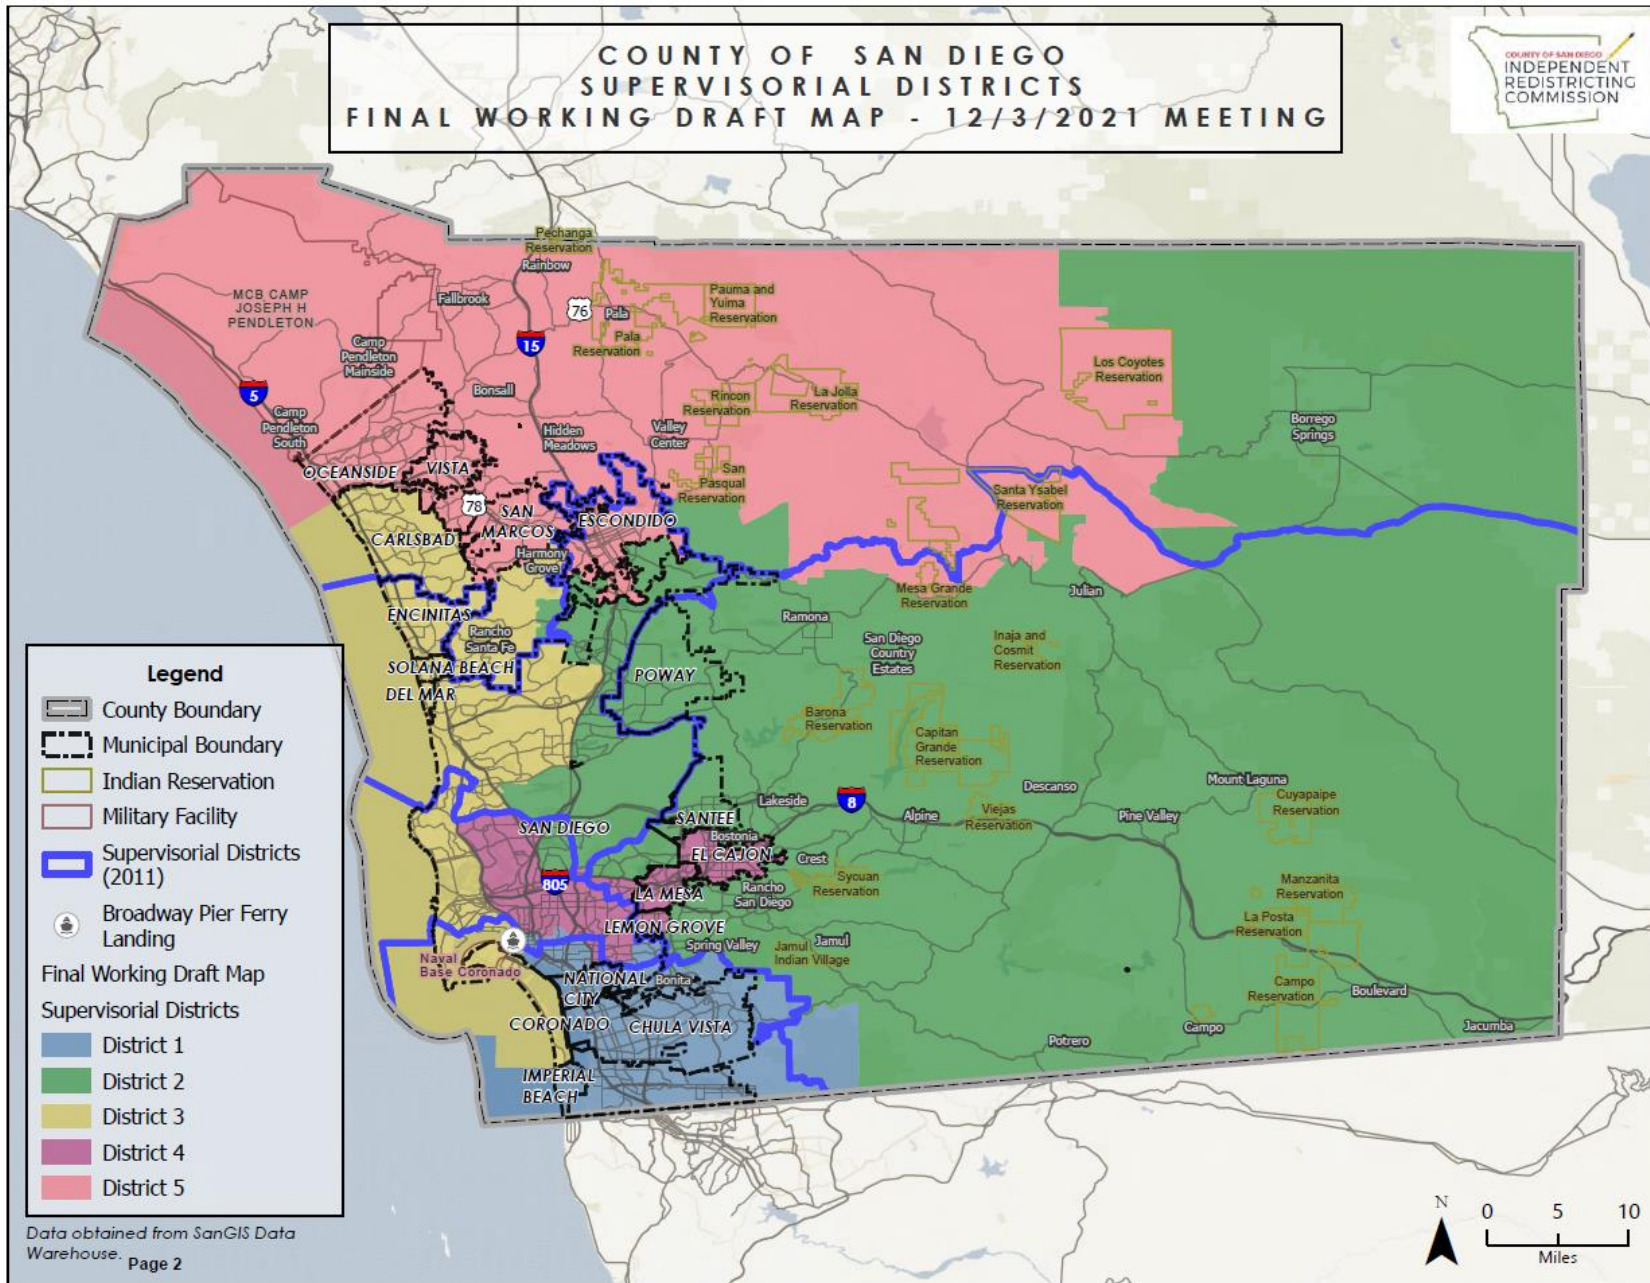 COUNTY OF SAN DIEGO
SUPERVISORIAL DISTRICTS
FINAL WORKING DRAFT MAP - 12/3/2021 MEETING
COUNTY OF SAN DIEGO
INDEPENDENT
REDISTRICTING
COMMISSION
Pechanga
Reservation
Rainbow
MCB CAMP
JOSEPH H
PENDLETON
Fallbrook
76
Pala
Pauma and
Yuima
Reservation
Pala
Reservation
15
Camp
Pendleton
Mainside
Los Coyotes
Reservation
5
Bonsall
Rincon
Reservation
La Jolla
Reservation
Camp
Pendleton
South
Hidden
Meadows
Valley
Center
Borrego
Springs
OCEANSIDE
VISTA
San
Pasqual
Reservation
Santa Ysabel
Reservation
78
SAN
MARCOS
ESCONDIDO
CARLSBAD
Harmony
Grove
Mesa Grande
Reservation
Julian
ENCINITAS
Ramona
Rancho
Santa Fe
San Diego
Country
Estates
Inaja and
Cosmit
Reservation
SOLANA BEACH
DEL MAR
POWAY
Barona
Reservation
Capitan
Grande
Reservation
Descanso
Mount Laguna
Cuyapaipe
Reservation
Lakeside
8
Alpine
Viejas
Reservation
Pine Valley
SAN DIEGO
SANTEE
Bostonia
EL CAJON
Crest
Sycuan
Reservation
805
LA MESA
Rancho
San Diego
Manzanita
Reservation
LEMON GROVE
La Posta
Reservation
Spring Valley
Jamul
Indian Village
Jamul
Naval
Base Coronado
NATIONAL
CITY
Bonita
Campo
Reservation
Boulevard
CORONADO
CHULA VISTA
Potrero
Campo
Jacumba
IMPERIAL
BEACH
Legend
County Boundary
Municipal Boundary
Indian Reservation
Military Facility
Supervisorial Districts
(2011)
Broadway Pier Ferry
Landing
Final Working Draft Map
Supervisorial Districts
District 1
District 2
District 3
District 4
District 5
Data obtained from SanGIS Data
Warehouse.
Page 2
N
0 5 10
Miles